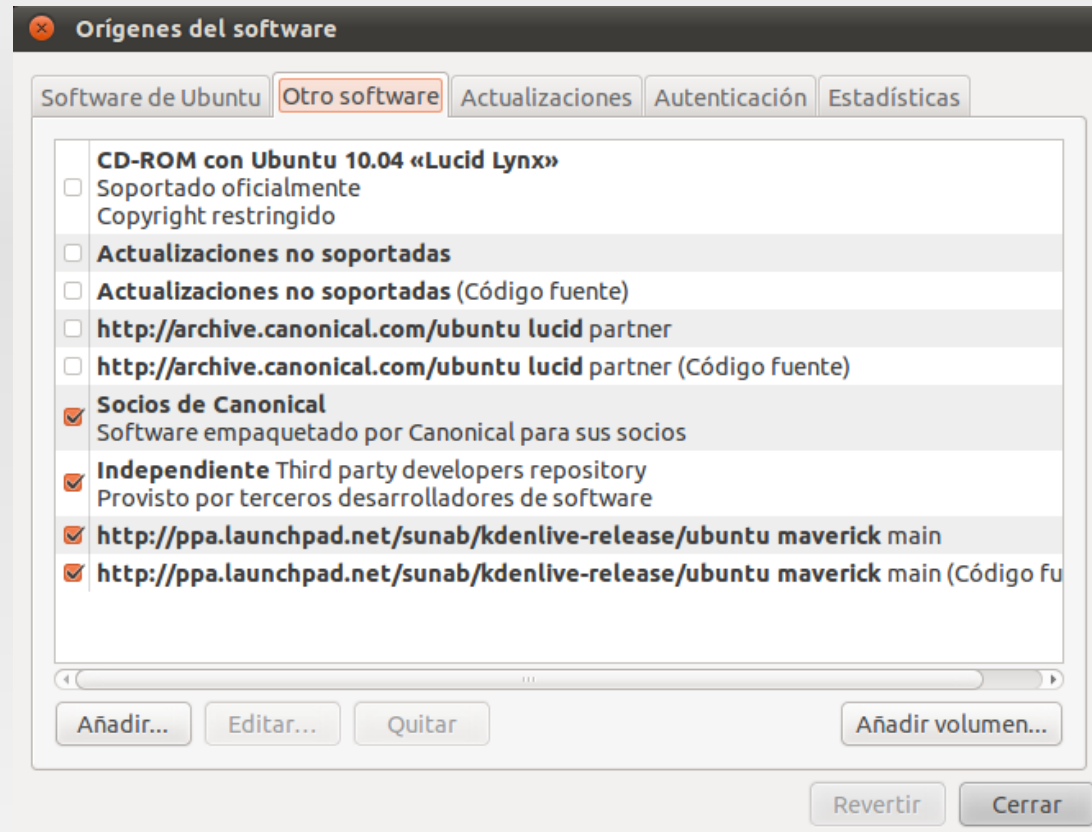 Orígenes del software
Software de Ubuntu Otro software Actualizaciones Autenticación Estadísticas
CD-ROM con Ubuntu 10.04 «Lucid Lynx»
Soportado oficialmente
Copyright restringido
Actualizaciones no soportadas
Actualizaciones no soportadas (Código fuente)
http://archive.canonical.com/ubuntu lucid partner
http://archive.canonical.com/ubuntu lucid partner (Código fuente)
Socios de Canonical
Software empaquetado por Canonical para sus socios
Independiente Third party developers repository
Provisto por terceros desarrolladores de software
http://ppa.launchpad.net/sunab/kdenlive-release/ubuntu maverick main
http://ppa.launchpad.net/sunab/kdenlive-release/ubuntu maverick main (Código fu
Añadir... Editar... Quitar Añadir volumen...
Revertir Cerrar